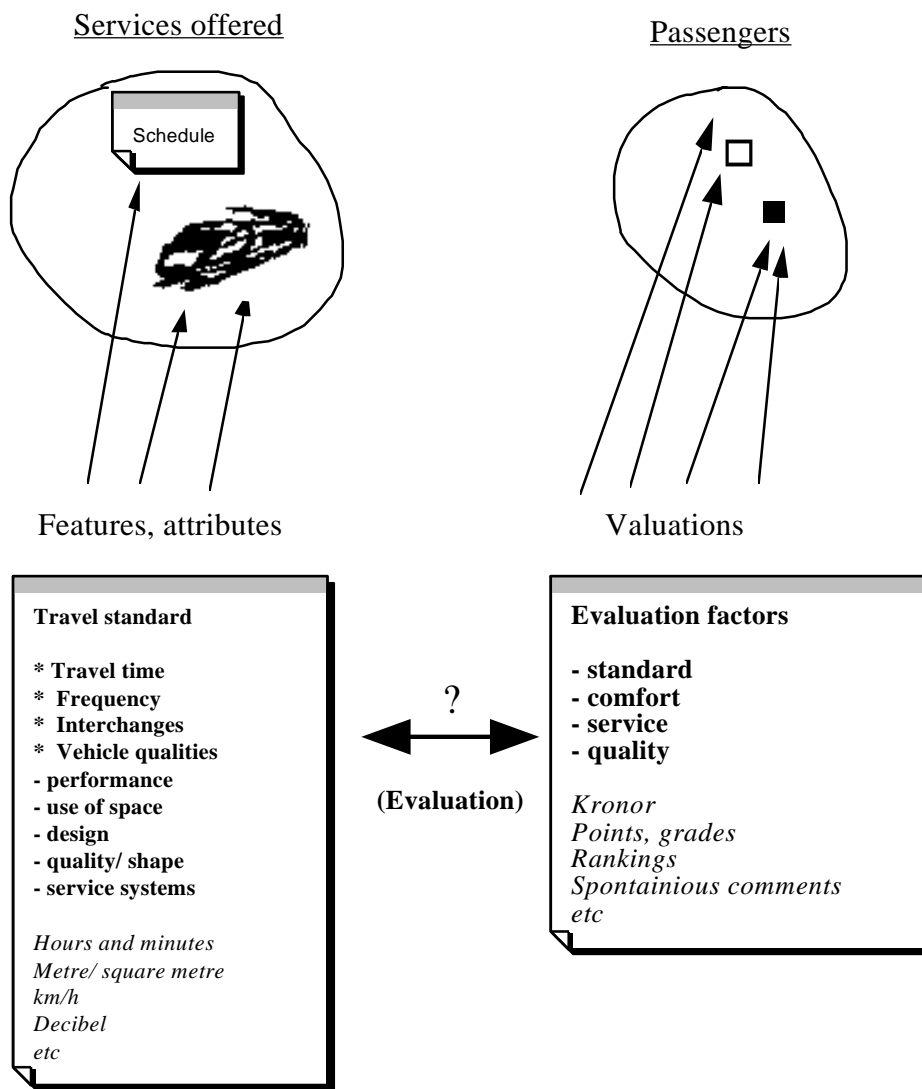 Services offered
Passengers
Schedule
Features, attributes
Valuations
Travel standard
* Travel time
* Frequency
* Interchanges
* Vehicle qualities
- performance
- use of space
- design
- quality/ shape
- service systems
Hours and minutes
Metre/ square metre
km/h
Decibel
etc
?
(Evaluation)
Evaluation factors
- standard
- comfort
- service
- quality
Kronor
Points, grades
Rankings
Spontainious comments
etc